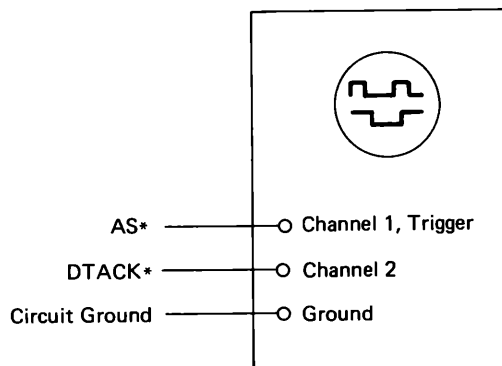 AS* Channel 1, Trigger
DTACK* Channel 2
Circuit Ground Ground